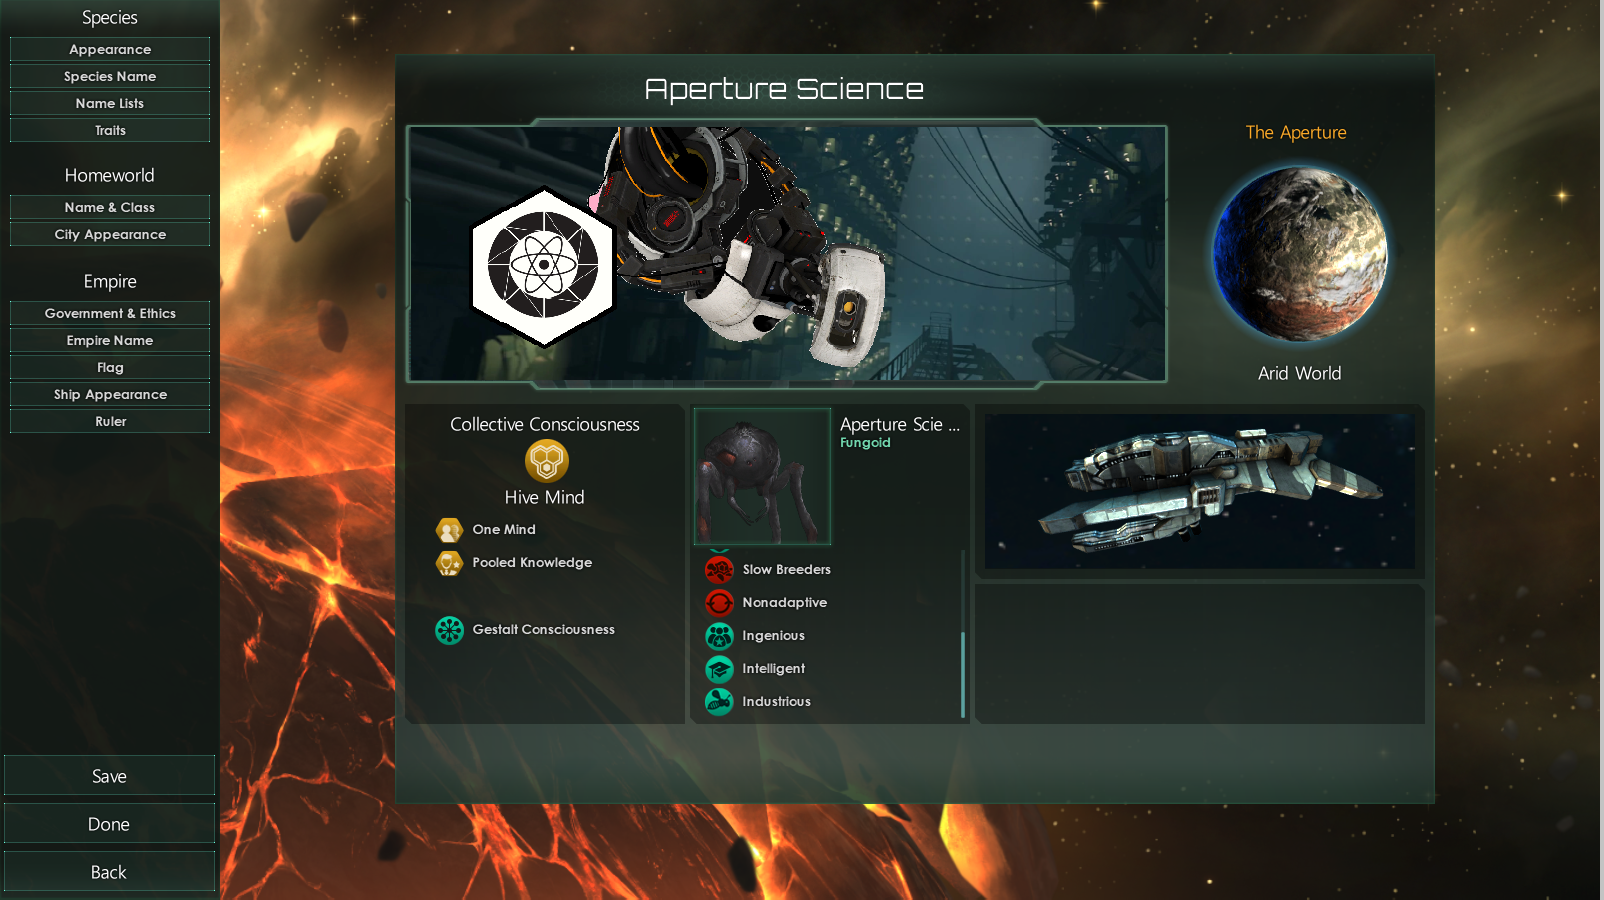 Species
Appearance
Species Name
Name Lists
Traits
Homeworld
Name & Class
City Appearance
Empire
Government & Ethics
Empire Name
Flag
Ship Appearance
Ruler
Save
Done
Back
Aperture Science
The Aperture
Arid World
Collective Consciousness
Hive Mind
One Mind
Pooled Knowledge
Gestalt Consciousness
Aperture Scie ...
Fungoid
Slow Breeders
Nonadaptive
Ingenious
Intelligent
Industrious